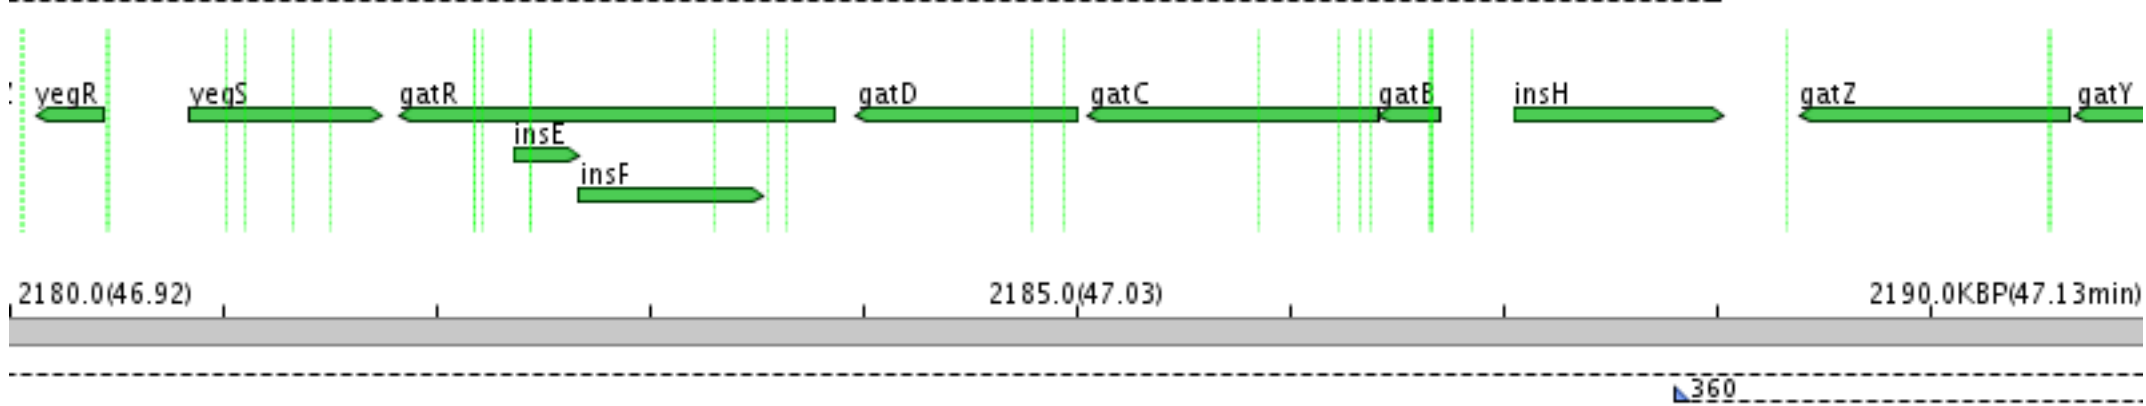 yegR yegS gatR gatD gatC gatB insH gatZ gatY
insE
insF
2180.0(46.92) 2185.0(47.03) 2190.0KBP(47.13min)
360